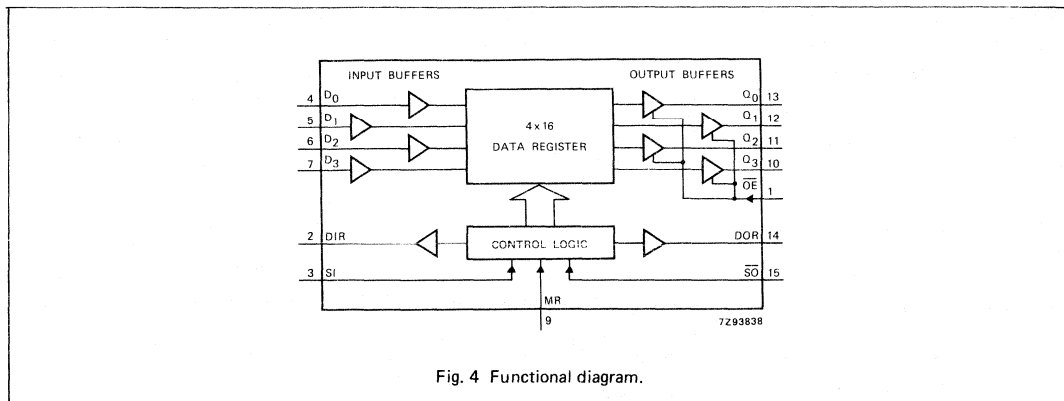 INPUT BUFFERS
OUTPUT BUFFERS
4 D0
5 D1
6 D2
7 D3
4 x 16
DATA REGISTER
Q0 13
Q1 12
Q2 11
Q3 10
O̅E̅
1
2 DIR
CONTROL LOGIC
DOR 14
3 SI
S̅O̅ 15
MR
9
7Z93838
Fig. 4 Functional diagram.